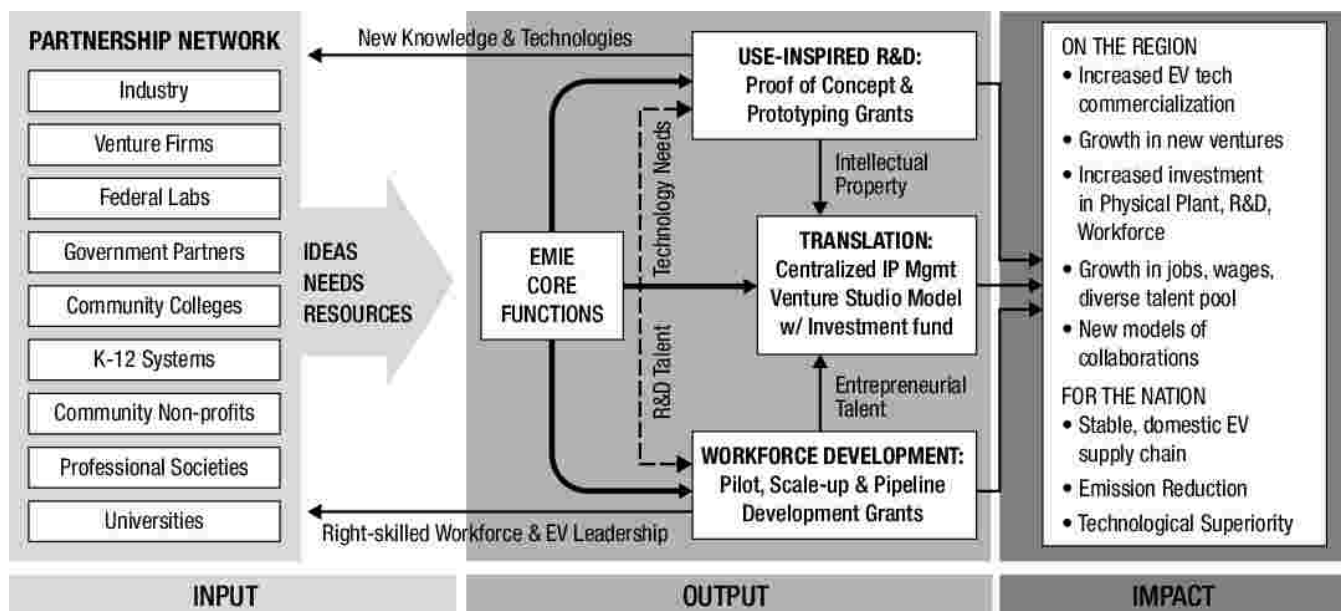 PARTNERSHIP NETWORK
Industry
Venture Firms
Federal Labs
Government Partners
Community Colleges
K-12 Systems
Community Non-profits
Professional Societies
Universities
IDEAS
NEEDS
RESOURCES
New Knowledge & Technologies
Right-skilled Workforce & EV Leadership
EMIE
CORE
FUNCTIONS
Technology Needs
R&D Talent
USE-INSPIRED R&D:
Proof of Concept &
Prototyping Grants
Intellectual
Property
TRANSLATION:
Centralized IP Mgmt
Venture Studio Model
w/ Investment fund
Entrepreneurial
Talent
WORKFORCE DEVELOPMENT:
Pilot, Scale-up & Pipeline
Development Grants
ON THE REGION
• Increased EV tech
commercialization
• Growth in new ventures
• Increased investment
in Physical Plant, R&D,
Workforce
• Growth in jobs, wages,
diverse talent pool
• New models of
collaborations
FOR THE NATION
• Stable, domestic EV
supply chain
• Emission Reduction
• Technological Superiority
INPUT
OUTPUT
IMPACT